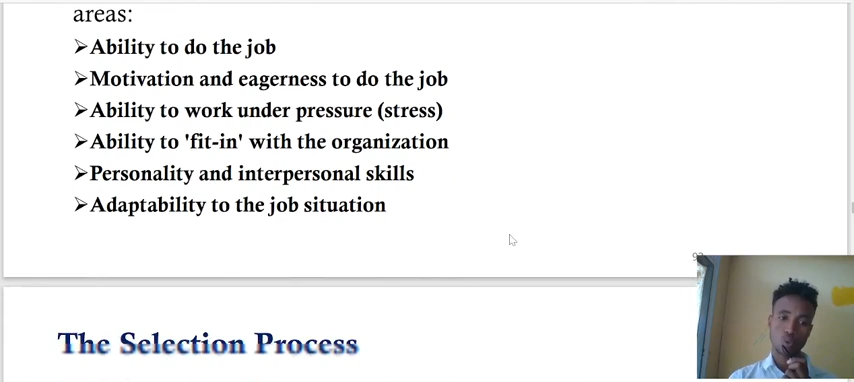 areas:
➢Ability to do the job
➢Motivation and eagerness to do the job
➢Ability to work under pressure (stress)
➢Ability to 'fit-in' with the organization
➢Personality and interpersonal skills
➢Adaptability to the job situation
The Selection Process